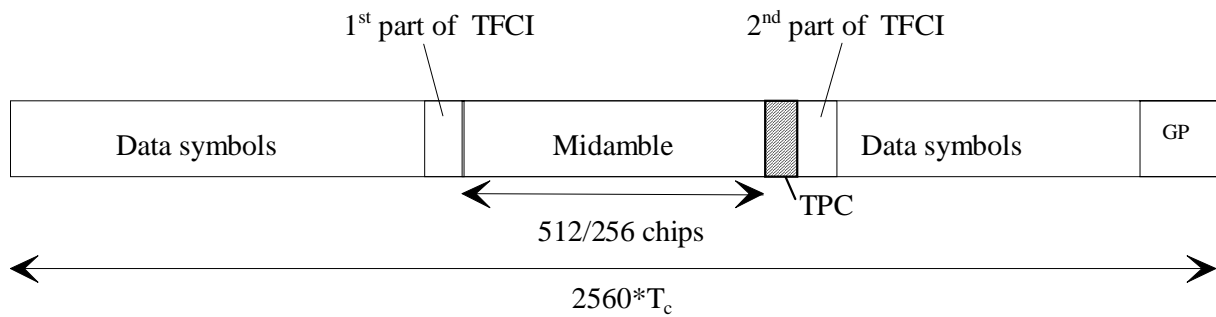 1st part of TFCI
2nd part of TFCI
Data symbols
Midamble
Data symbols
GP
TPC
512/256 chips
2560*Tc